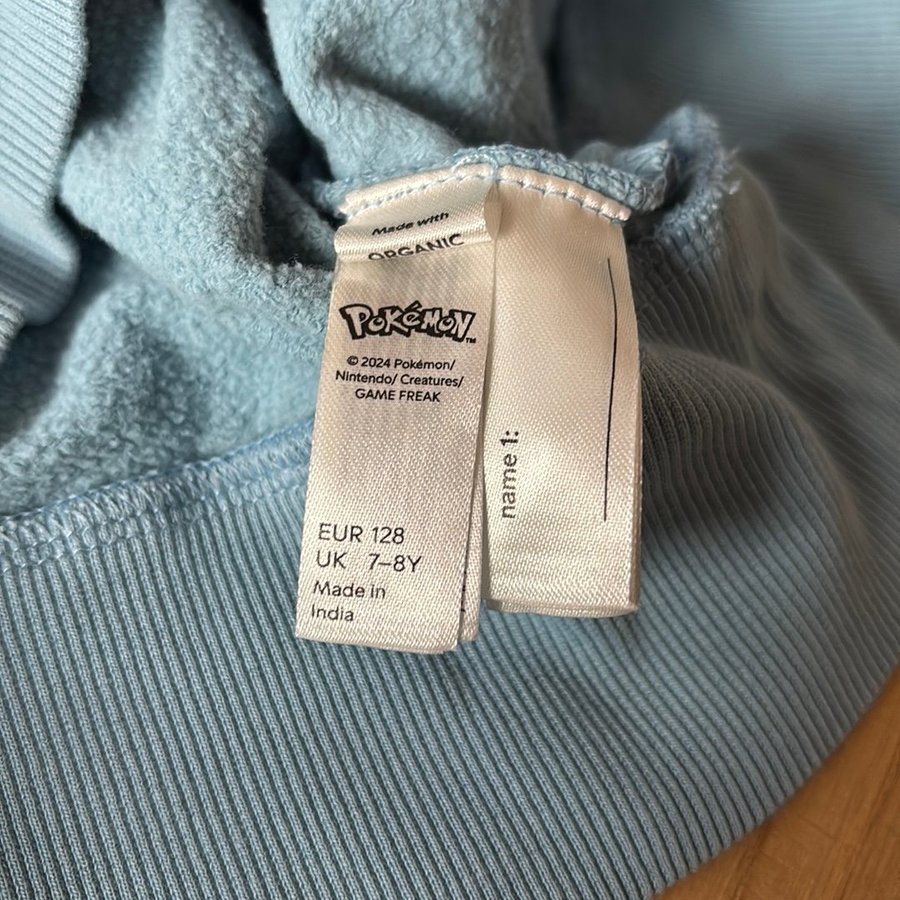 Made with
ORGANIC
POKéMON™
© 2024 Pokémon/
Nintendo/ Creatures/
GAME FREAK
EUR 128
UK 7–8Y
Made in
India
name 1: